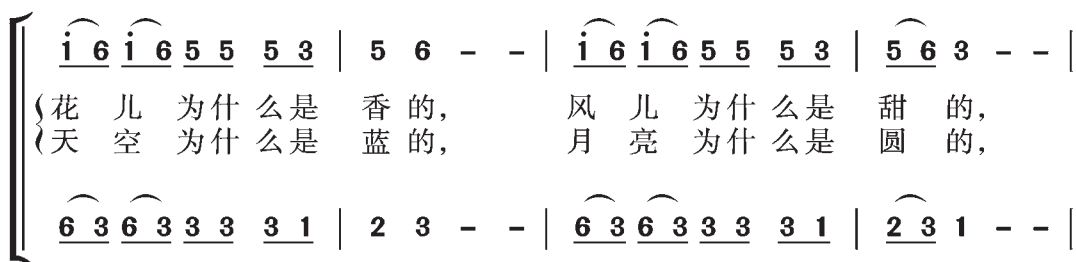 i̇ 6 i̇ 6 5 5 5 3 | 5 6 - - | i̇ 6 i̇ 6 5 5 5 3 | 5 6 3 - - |
花 儿 为什 么是 香 的， 风 儿 为什 么是 甜 的，
天 空 为什 么是 蓝 的， 月 亮 为什 么是 圆 的，
6 3 6 3 3 3 3 1 | 2 3 - - | 6 3 6 3 3 3 3 1 | 2 3 1 - - |